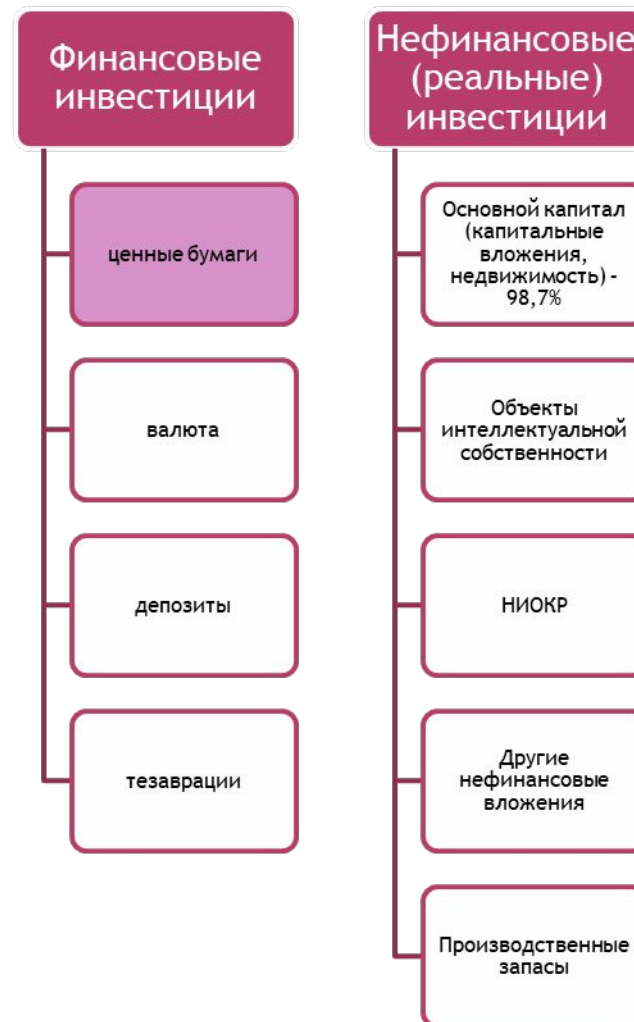 Финансовые
инвестиции
ценные бумаги
валюта
депозиты
тезаврации
Нефинансовые
(реальные)
инвестиции
Основной капитал
(капитальные
вложения,
недвижимость) -
98,7%
Объекты
интеллектуальной
собственности
НИОКР
Другие
нефинансовые
вложения
Производственные
запасы